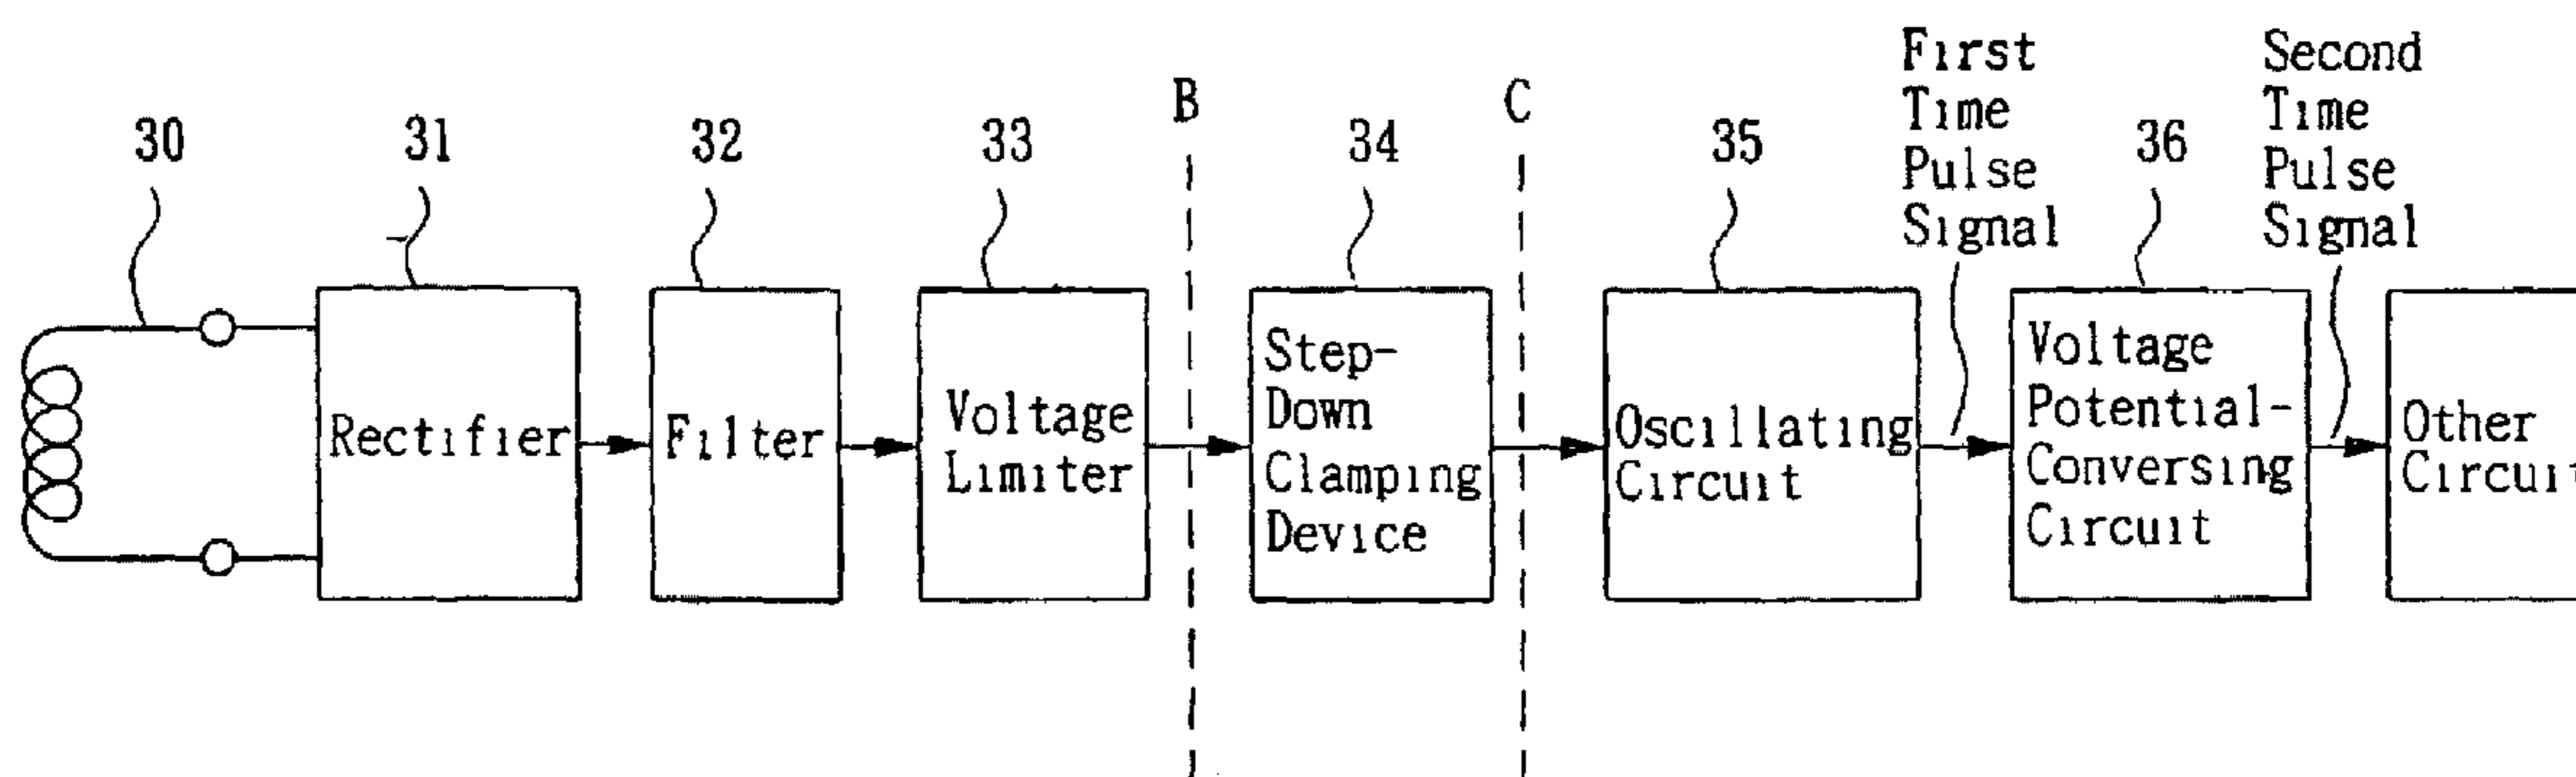 First
Time
Pulse
Signal
Second
Time
Pulse
Signal
B
C
30
31
32
33
34
35
36
Rectifier
Filter
Voltage
Limiter
Step-
Down
Clamping
Device
Oscillating
Circuit
Voltage
Potential-
Conversing
Circuit
Other
Circuit